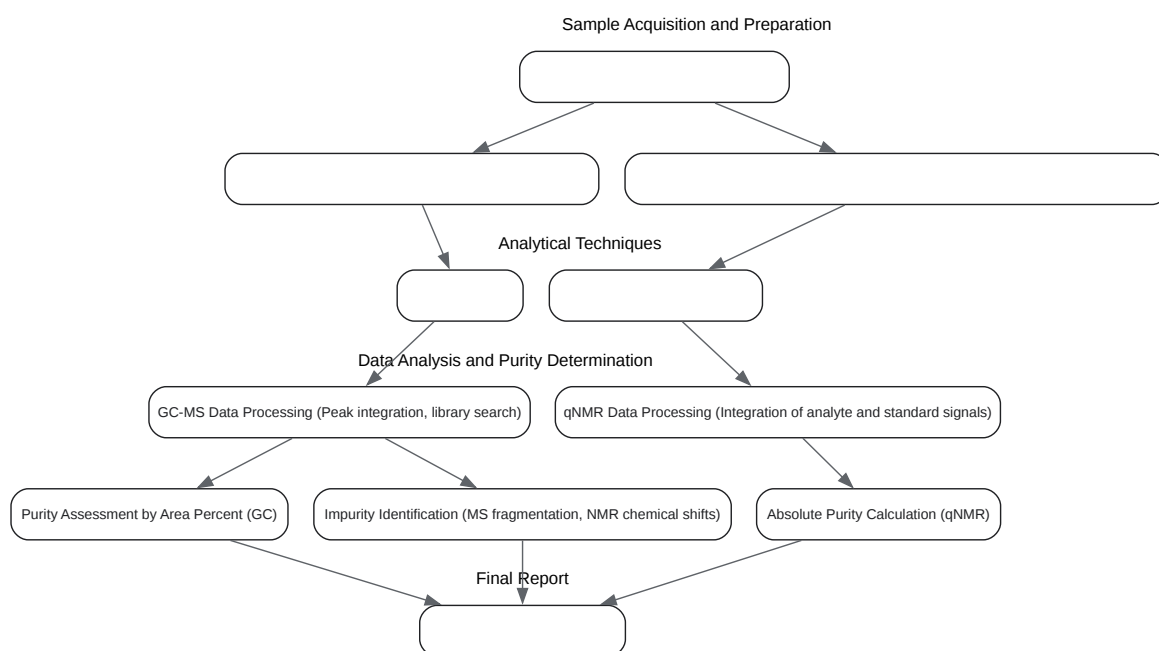 Sample Acquisition and Preparation
Analytical Techniques
Data Analysis and Purity Determination
GC-MS Data Processing (Peak integration, library search)
qNMR Data Processing (Integration of analyte and standard signals)
Purity Assessment by Area Percent (GC)
Impurity Identification (MS fragmentation, NMR chemical shifts)
Absolute Purity Calculation (qNMR)
Final Report